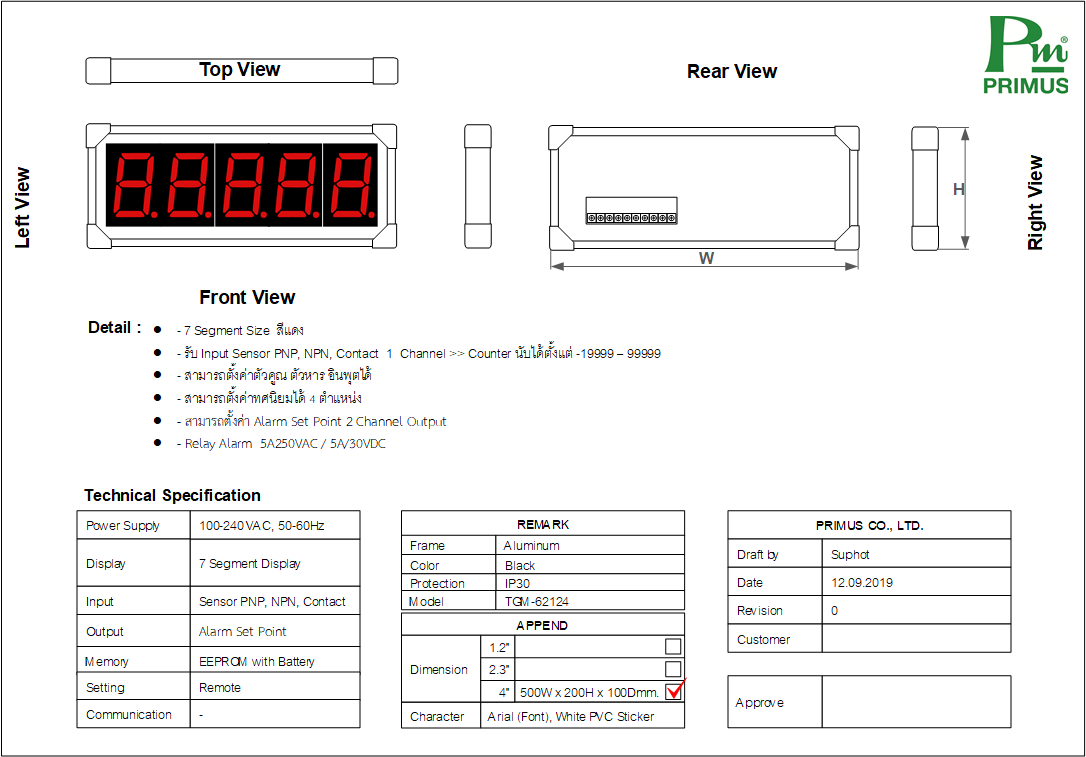 Pm®
PRIMUS
Top View
Rear View
Left View
H
Right View
W
Front View
Detail :
- 7 Segment Size สีแดง
- รับ Input Sensor PNP, NPN, Contact 1 Channel >> Counter นับได้ตั้งแต่ -19999 – 99999
- สามารถตั้งค่าตัวคูณ ตัวหาร อินพุตได้
- สามารถตั้งค่าทศนิยมได้ 4 ตำแหน่ง
- สามารถตั้งค่า Alarm Set Point 2 Channel Output
- Relay Alarm 5A250VAC / 5A/30VDC
Technical Specification
Power Supply 100-240VAC, 50-60Hz
Display 7 Segment Display
Input Sensor PNP, NPN, Contact
Output Alarm Set Point
Memory EEPROM with Battery
Setting Remote
Communication -
REMARK
Frame Aluminum
Color Black
Protection IP30
Model TGM-62124
APPEND
Dimension
1.2"
2.3"
4" 500W x 200H x 100Dmm.
Character Arial (Font), White PVC Sticker
PRIMUS CO., LTD.
Draft by Suphot
Date 12.09.2019
Revision 0
Customer
Approve